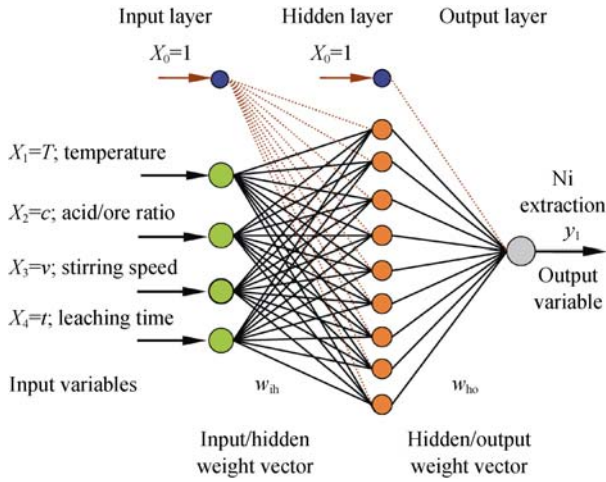 Input layer
Hidden layer
Output layer
X₀=1
X₀=1
X₁=T; temperature
X₂=c; acid/ore ratio
X₃=v; stirring speed
X₄=t; leaching time
Ni
extraction
y₁
Output
variable
Input variables
wᵢₕ
wₕₒ
Input/hidden
weight vector
Hidden/output
weight vector